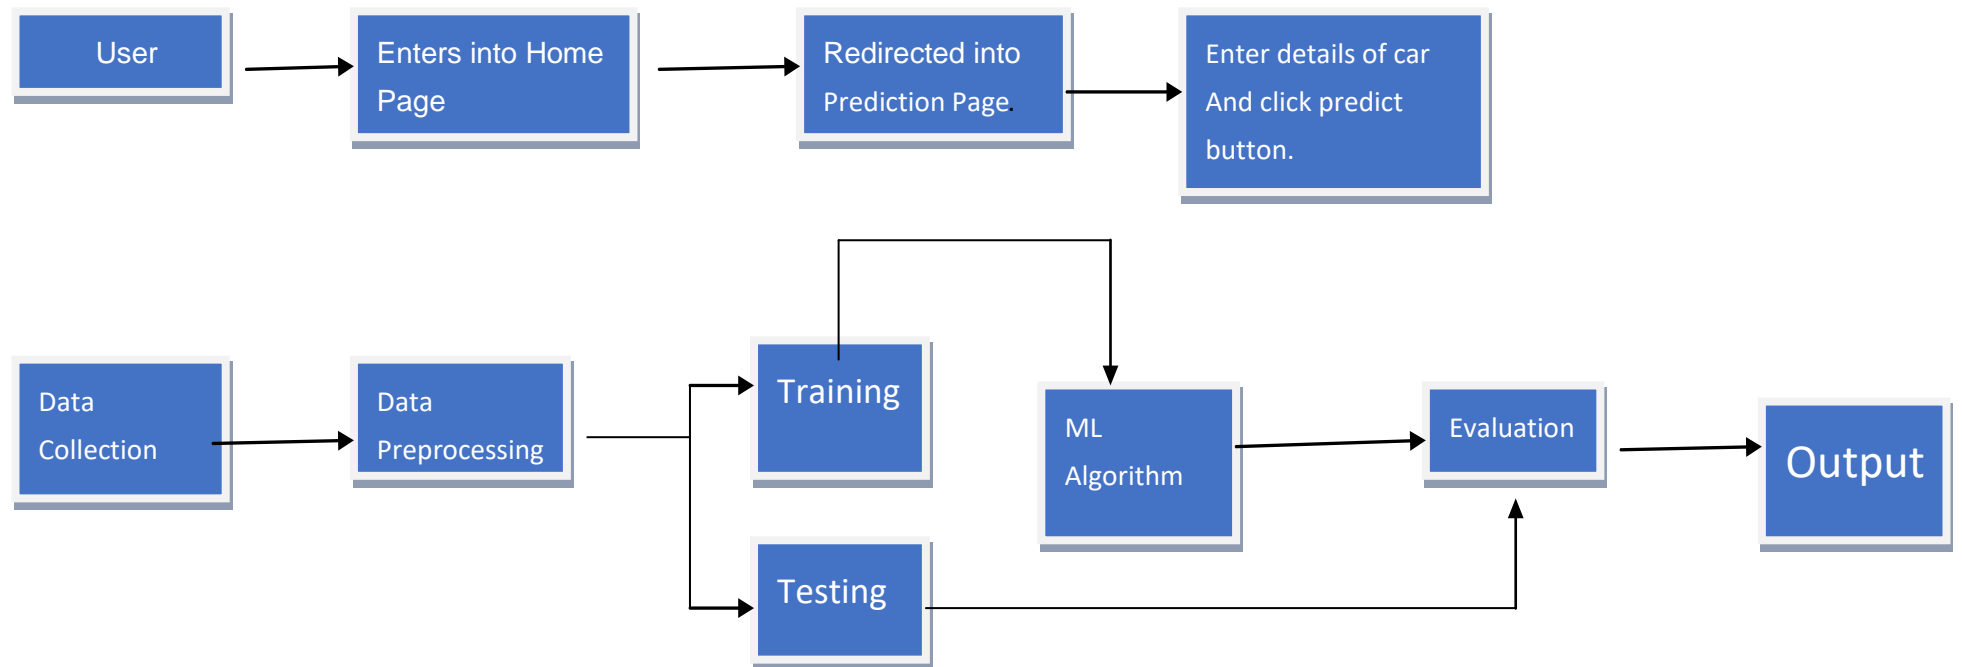 User
Enters into Home
Page
Redirected into
Prediction Page.
Enter details of car
And click predict
button.
Data
Collection
Data
Preprocessing
Training
Testing
ML
Algorithm
Evaluation
Output